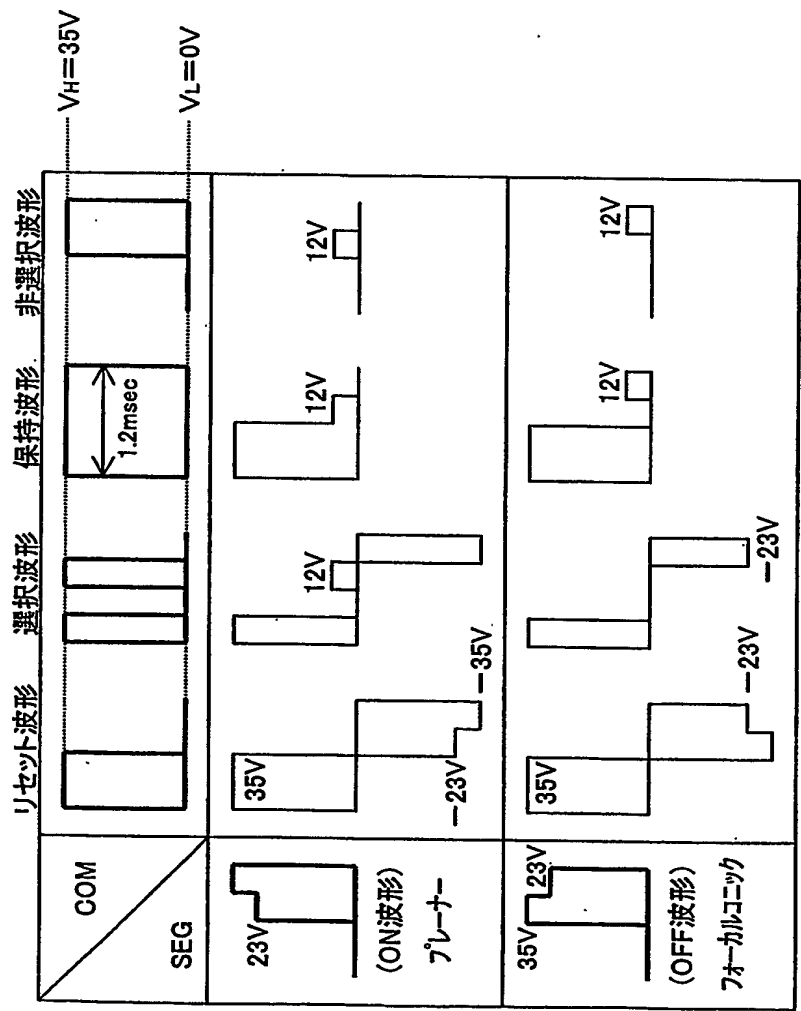 リセット波形
選択波形
保持波形
非選択波形
VH=35V
VL=0V
COM
SEG
1.2msec
23V
(ON波形)
プレーナー
35V
−23V
−35V
12V
12V
12V
35V
23V
(OFF波形)
フォーカルコニック
35V
−23V
−23V
12V
12V